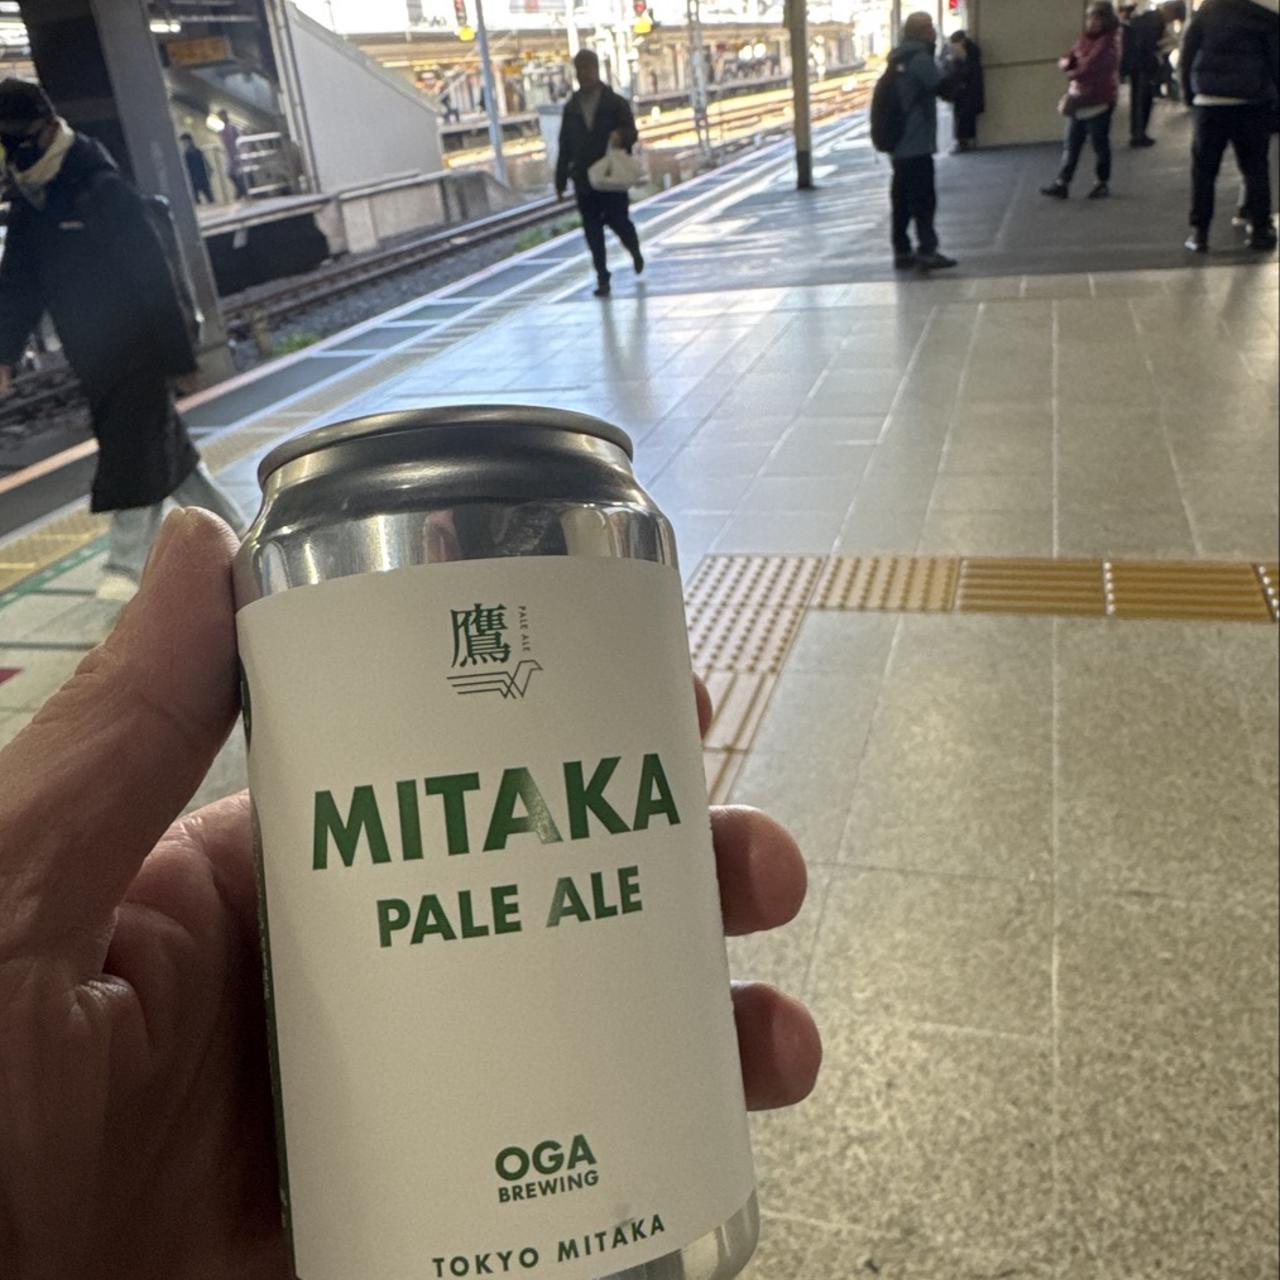 鷹
PALE ALE
MITAKA
PALE ALE
OGA
BREWING
TOKYO MITAKA